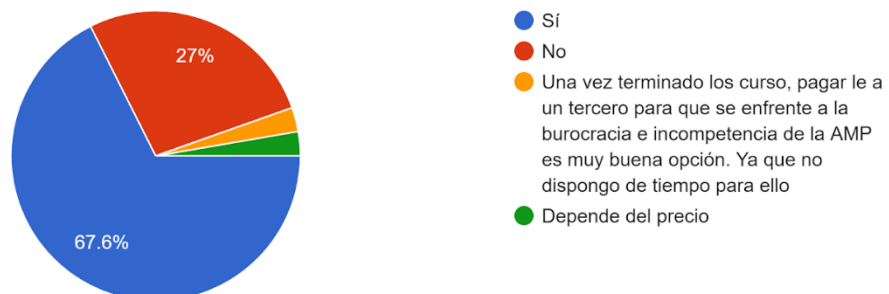 27%
67.6%
Sí
No
Una vez terminado los curso, pagar le a
un tercero para que se enfrente a la
burocracia e incompetencia de la AMP
es muy buena opción. Ya que no
dispongo de tiempo para ello
Depende del precio